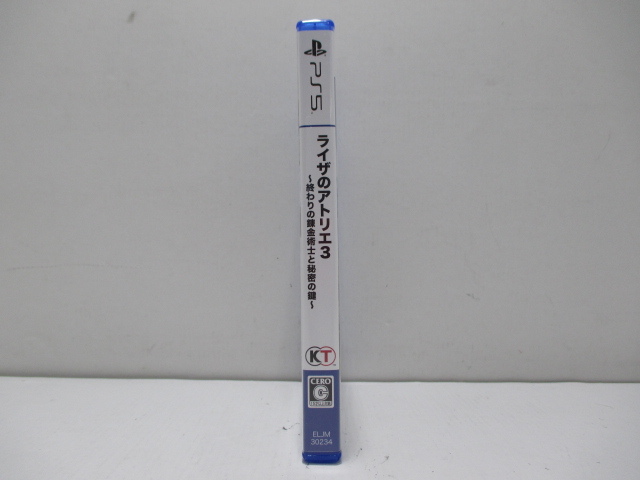 PS5
ライザのアトリエ3
~終わりの錬金術士と秘密の鍵~
KT
CERO
C
ELJM
30234